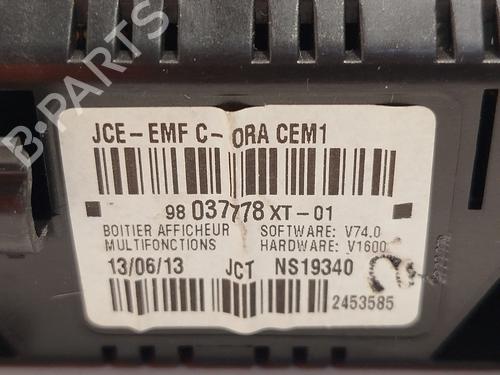 JCE-EMF C- ORA CEM1
98 037778 XT-01
BOITIER AFFICHEUR SOFTWARE: V74.0
MULTIFONCTIONS HARDWARE: V1600
13/06/13 JCT NS19340
2453585
B-PARTS